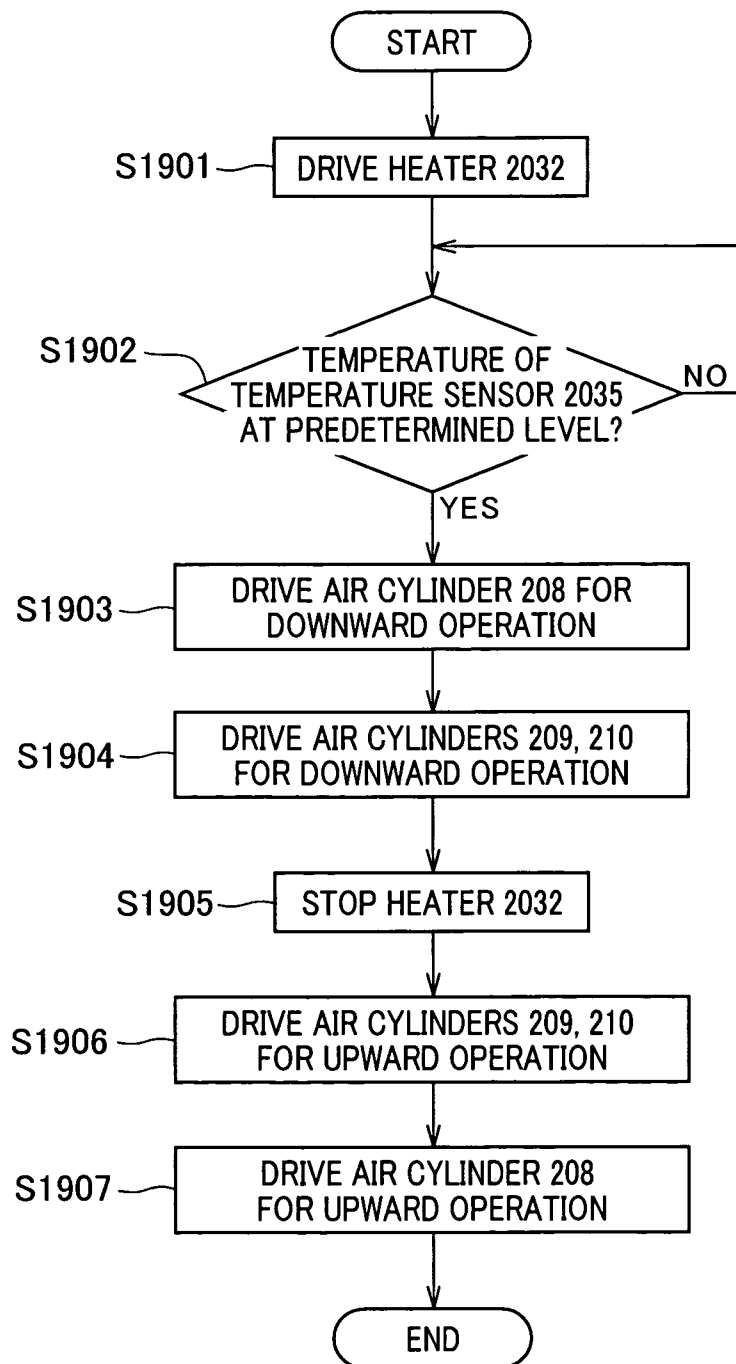 START
S1901
DRIVE HEATER 2032
S1902
TEMPERATURE OF
TEMPERATURE SENSOR 2035
AT PREDETERMINED LEVEL?
NO
YES
S1903
DRIVE AIR CYLINDER 208 FOR
DOWNWARD OPERATION
S1904
DRIVE AIR CYLINDERS 209, 210
FOR DOWNWARD OPERATION
S1905
STOP HEATER 2032
S1906
DRIVE AIR CYLINDERS 209, 210
FOR UPWARD OPERATION
S1907
DRIVE AIR CYLINDER 208
FOR UPWARD OPERATION
END